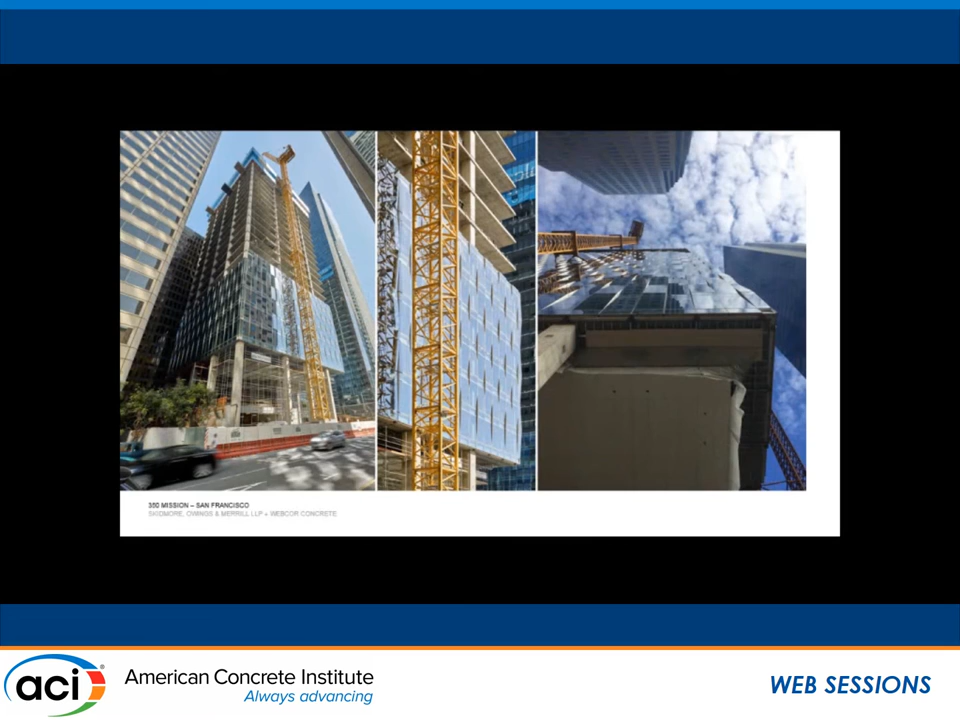 350 MISSION – SAN FRANCISCO
SKIDMORE, OWINGS & MERRILL LLP + WEBCOR CONCRETE
aci®
American Concrete Institute
Always advancing
WEB SESSIONS